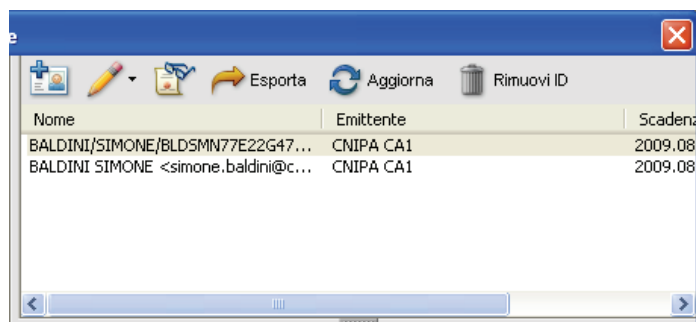 e
Esporta Aggiorna Rimuovi ID
Nome Emittente Scadenz
BALDINI/SIMONE/BLDSMN77E22G47... CNIPA CA1 2009.08
BALDINI SIMONE <simone.baldini@c... CNIPA CA1 2009.08